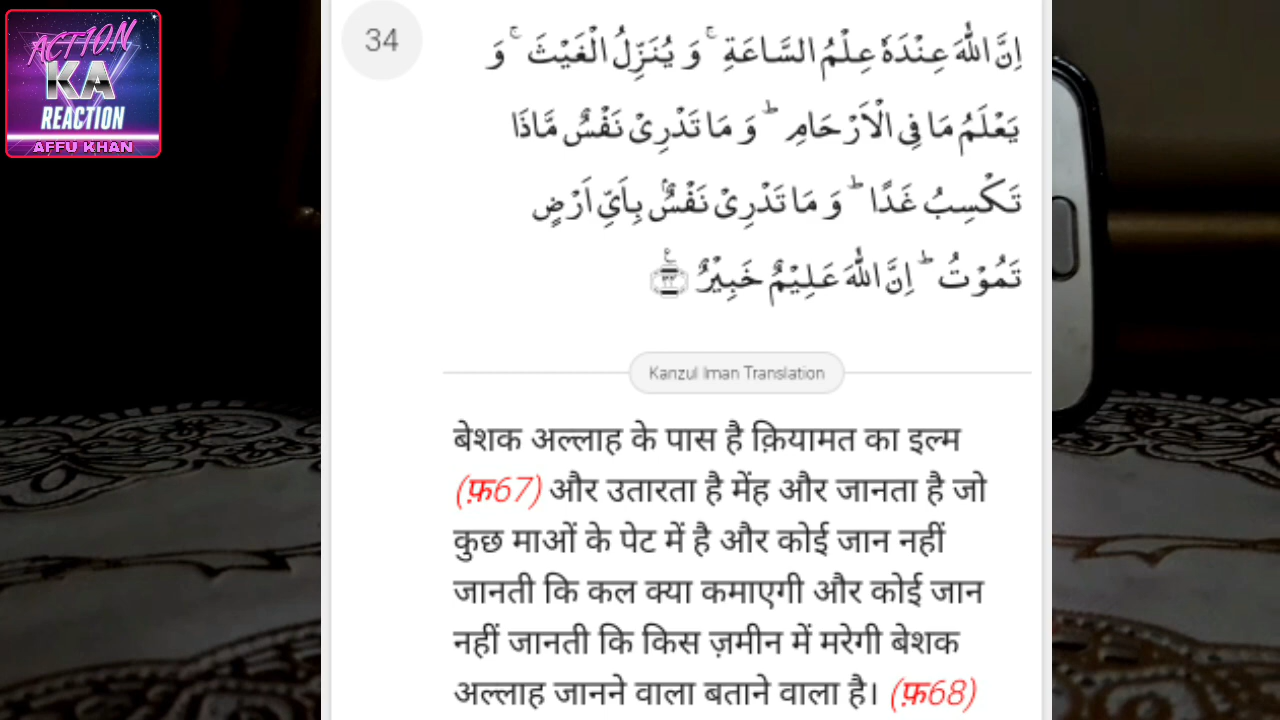 ACTION
KA
REACTION
AFFU KHAN
34
اِنَّ اللّٰهَ عِنْدَهٗ عِلْمُ السَّاعَةِ ۚ وَ یُنَزِّلُ الْغَیْثَ ۚ وَ
یَعْلَمُ مَا فِی الْاَرْحَامِ ؕ وَ مَا تَدْرِیْ نَفْسٌ مَّاذَا
تَكْسِبُ غَدًا ؕ وَ مَا تَدْرِیْ نَفْسٌۢ بِاَیِّ اَرْضٍ
تَمُوْتُ ؕ اِنَّ اللّٰهَ عَلِیْمٌ خَبِیْرٌ ۠ ﴿۳۴﴾
Kanzul Iman Translation
बेशक अल्लाह के पास है क़ियामत का इल्म
(फ़67) और उतारता है मेंह और जानता है जो
कुछ माओं के पेट में है और कोई जान नहीं
जानती कि कल क्या कमाएगी और कोई जान
नहीं जानती कि किस ज़मीन में मरेगी बेशक
अल्लाह जानने वाला बताने वाला है। (फ़68)